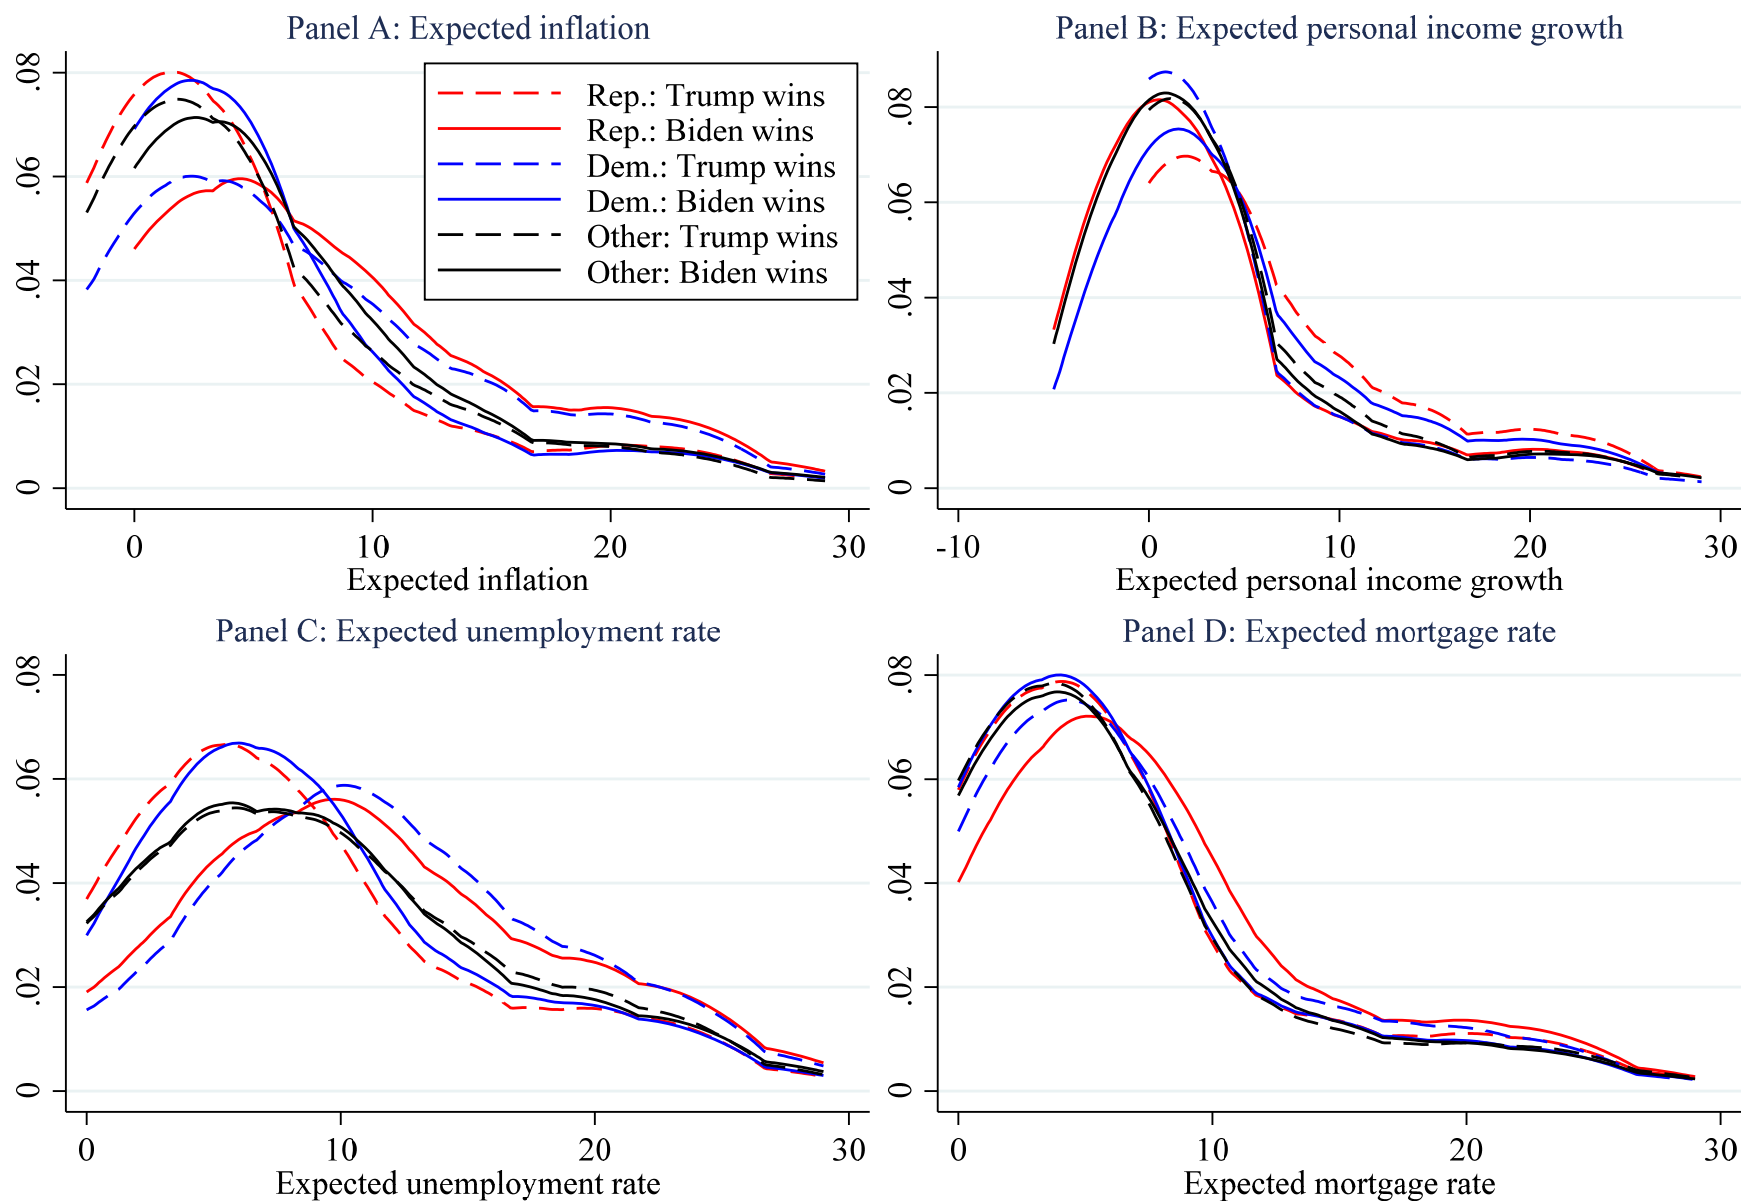 Panel A: Expected inflation
.08
.06
.04
.02
0
0
10
20
30
Expected inflation
Rep.: Trump wins
Rep.: Biden wins
Dem.: Trump wins
Dem.: Biden wins
Other: Trump wins
Other: Biden wins
Panel B: Expected personal income growth
.08
.06
.04
.02
0
-10
0
10
20
30
Expected personal income growth
Panel C: Expected unemployment rate
.08
.06
.04
.02
0
0
10
20
30
Expected unemployment rate
Panel D: Expected mortgage rate
.08
.06
.04
.02
0
0
10
20
30
Expected mortgage rate